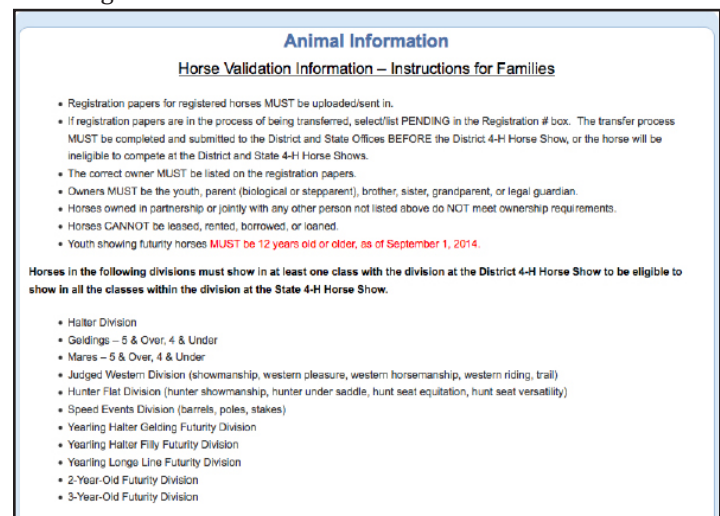 Animal Information
Horse Validation Information – Instructions for Families
• Registration papers for registered horses MUST be uploaded/sent in.
• If registration papers are in the process of being transferred, select/list PENDING in the Registration # box. The transfer process
MUST be completed and submitted to the District and State Offices BEFORE the District 4-H Horse Show, or the horse will be
ineligible to compete at the District and State 4-H Horse Shows.
• The correct owner MUST be listed on the registration papers.
• Owners MUST be the youth, parent (biological or stepparent), brother, sister, grandparent, or legal guardian.
• Horses owned in partnership or jointly with any other person not listed above do NOT meet ownership requirements.
• Horses CANNOT be leased, rented, borrowed, or loaned.
• Youth showing futurity horses MUST be 12 years old or older, as of September 1, 2014.
Horses in the following divisions must show in at least one class with the division at the District 4-H Horse Show to be eligible to
show in all the classes within the division at the State 4-H Horse Show.
• Halter Division
• Geldings – 5 & Over, 4 & Under
• Mares – 5 & Over, 4 & Under
• Judged Western Division (showmanship, western pleasure, western horsemanship, western riding, trail)
• Hunter Flat Division (hunter showmanship, hunter under saddle, hunt seat equitation, hunt seat versatility)
• Speed Events Division (barrels, poles, stakes)
• Yearling Halter Gelding Futurity Division
• Yearling Halter Filly Futurity Division
• Yearling Longe Line Futurity Division
• 2-Year-Old Futurity Division
• 3-Year-Old Futurity Division